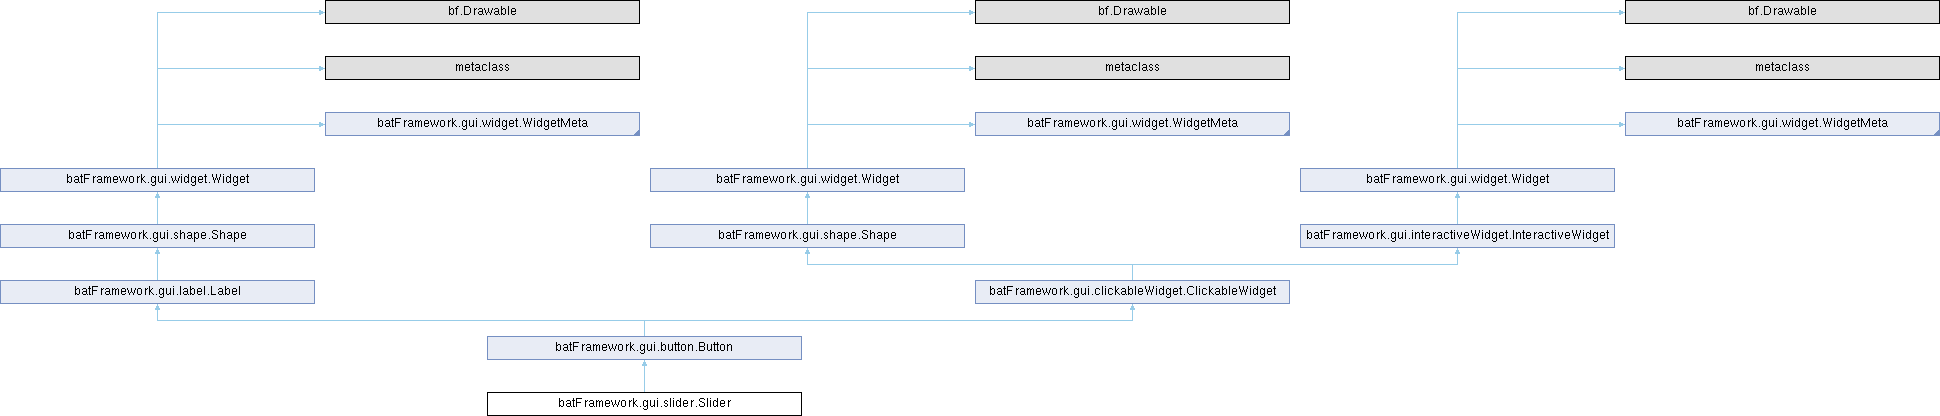 bf.Drawable
bf.Drawable
bf.Drawable
metaclass
metaclass
metaclass
batFramework.gui.widget.WidgetMeta
batFramework.gui.widget.WidgetMeta
batFramework.gui.widget.WidgetMeta
batFramework.gui.widget.Widget
batFramework.gui.widget.Widget
batFramework.gui.widget.Widget
batFramework.gui.shape.Shape
batFramework.gui.shape.Shape
batFramework.gui.interactiveWidget.InteractiveWidget
batFramework.gui.label.Label
batFramework.gui.clickableWidget.ClickableWidget
batFramework.gui.button.Button
batFramework.gui.slider.Slider